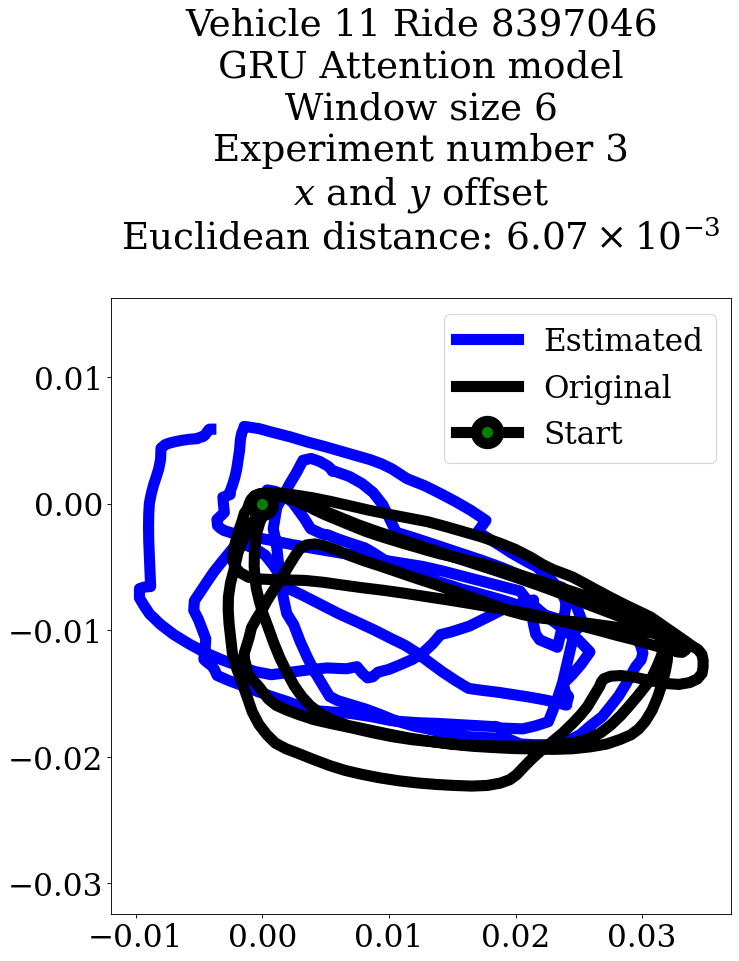 Vehicle 11 Ride 8397046
GRU Attention model
Window size 6
Experiment number 3
x and y offset
Euclidean distance: 6.07 × 10⁻³
Estimated
Original
Start
0.01
0.00
−0.01
−0.02
−0.03
−0.01 0.00 0.01 0.02 0.03